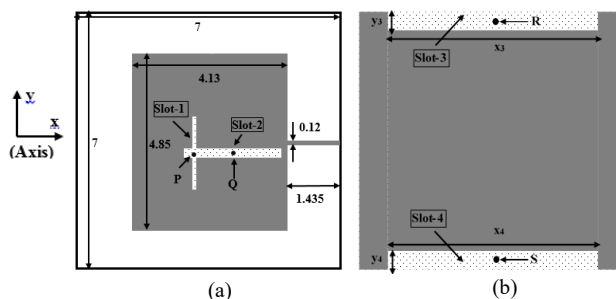 7
4.13
Slot-1
Slot-2
0.12
y
x
(Axis)
7
4.85
P
Q
1.435
(a)
y3
R
x3
Slot-3
Slot-4
x4
y4
S
(b)